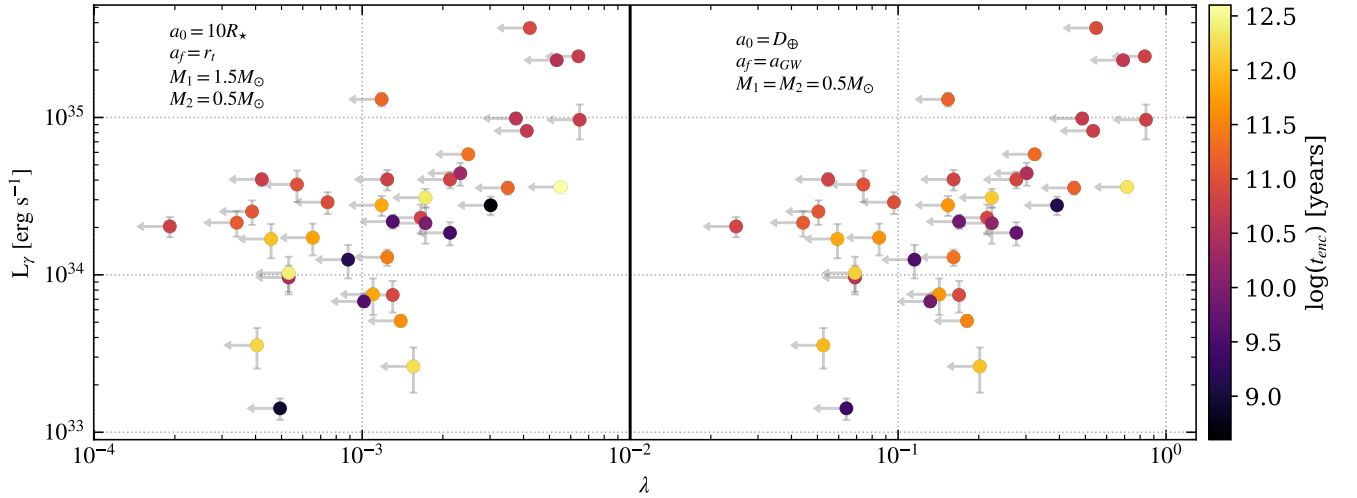 a₀ = 10R⋆
a_f = r_t
M₁ = 1.5M⊙
M₂ = 0.5M⊙
a₀ = D⊕
a_f = a_GW
M₁ = M₂ = 0.5M⊙
L_γ [erg s⁻¹]
10³⁵
10³⁴
10³³
10⁻⁴
10⁻³
10⁻²
10⁻¹
10⁰
λ
12.5
12.0
11.5
11.0
10.5
10.0
9.5
9.0
log(t_enc) [years]